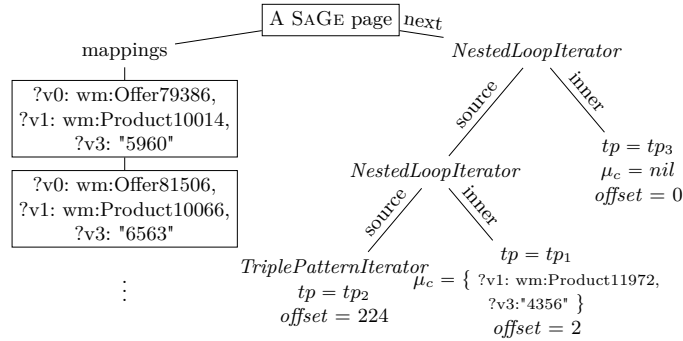 A SAGE page
next
mappings
NestedLoopIterator
?v0: wm:Offer79386,
?v1: wm:Product10014,
?v3: "5960"
source
inner
?v0: wm:Offer81506,
?v1: wm:Product10066,
?v3: "6563"
⋮
NestedLoopIterator
tp = tp₃
μc = nil
offset = 0
source
inner
TriplePatternIterator
tp = tp₂
offset = 224
tp = tp₁
μc = { ?v1: wm:Product11972,
?v3:"4356" }
offset = 2